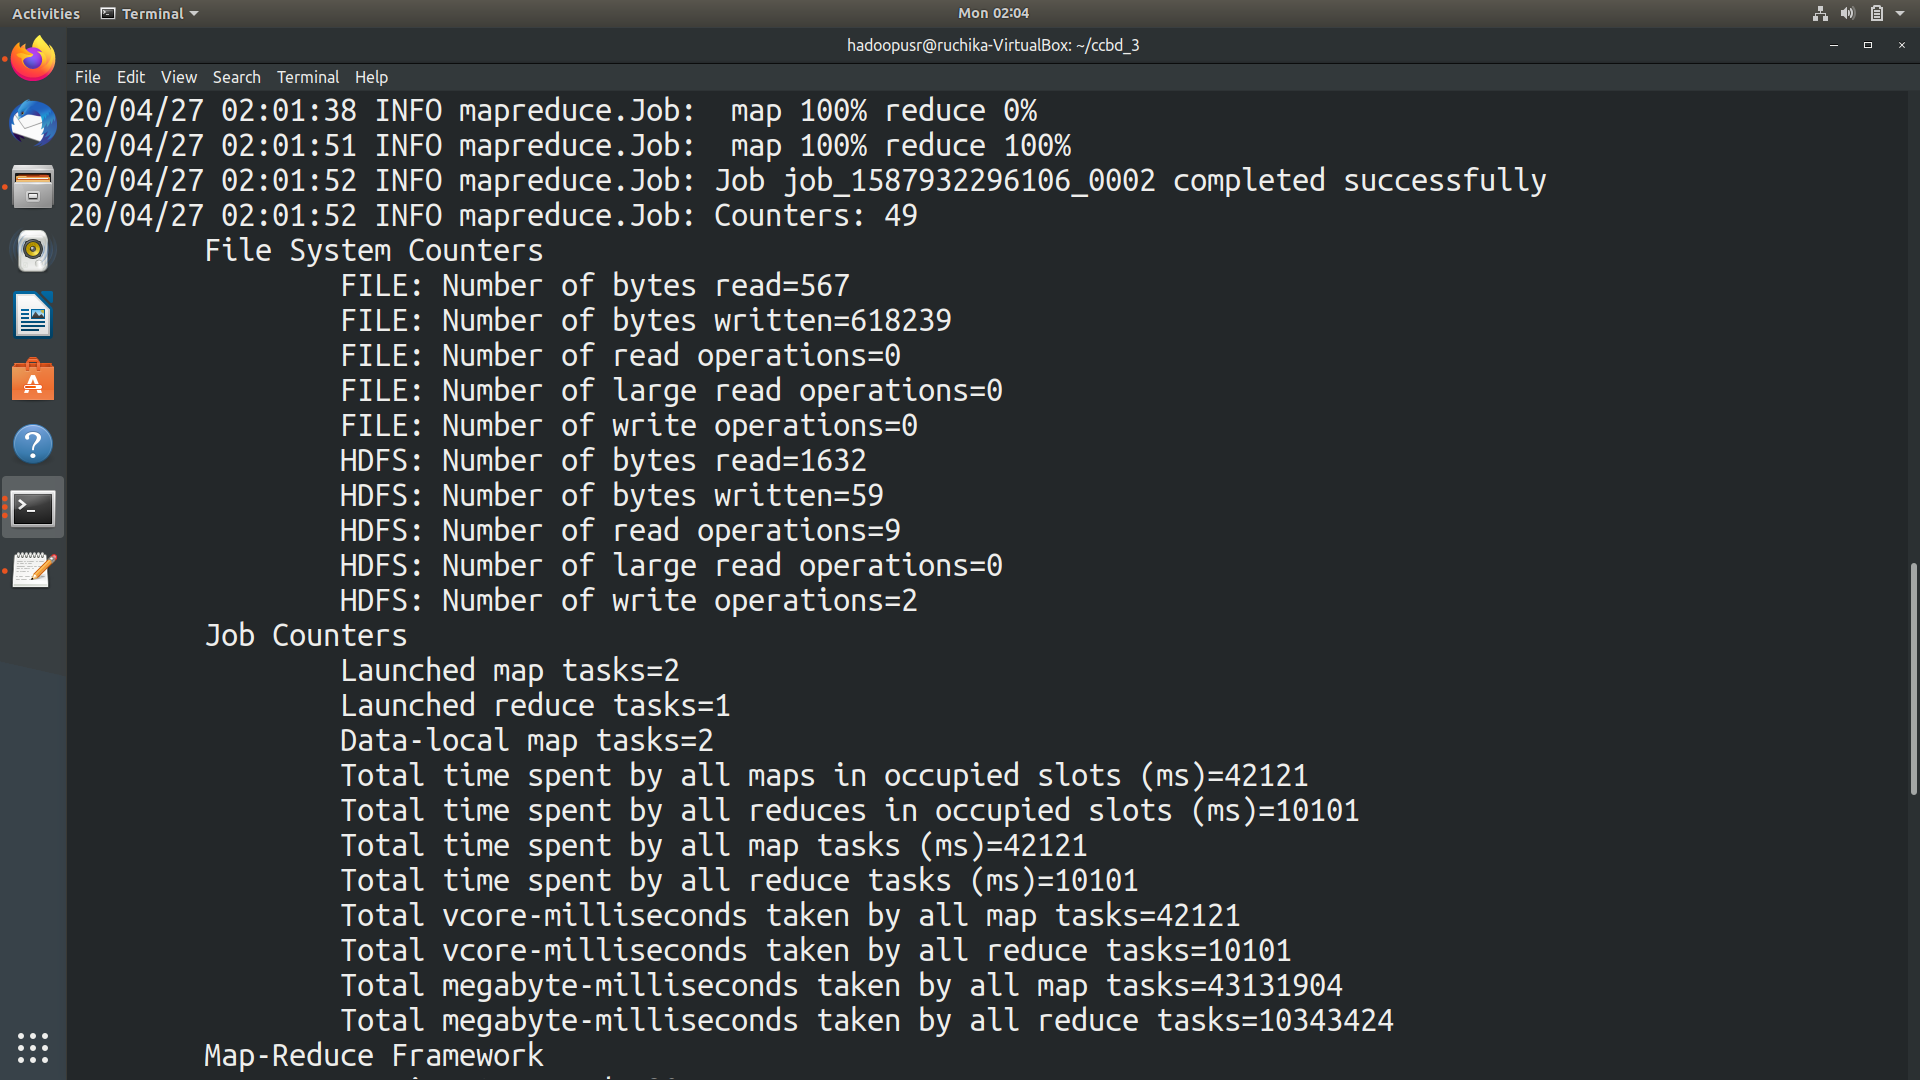 Activities Terminal Mon 02:04
hadoopusr@ruchika-VirtualBox: ~/ccbd_3
File Edit View Search Terminal Help
20/04/27 02:01:38 INFO mapreduce.Job:  map 100% reduce 0%
20/04/27 02:01:51 INFO mapreduce.Job:  map 100% reduce 100%
20/04/27 02:01:52 INFO mapreduce.Job: Job job_1587932296106_0002 completed successfully
20/04/27 02:01:52 INFO mapreduce.Job: Counters: 49
File System Counters
FILE: Number of bytes read=567
FILE: Number of bytes written=618239
FILE: Number of read operations=0
FILE: Number of large read operations=0
FILE: Number of write operations=0
HDFS: Number of bytes read=1632
HDFS: Number of bytes written=59
HDFS: Number of read operations=9
HDFS: Number of large read operations=0
HDFS: Number of write operations=2
Job Counters
Launched map tasks=2
Launched reduce tasks=1
Data-local map tasks=2
Total time spent by all maps in occupied slots (ms)=42121
Total time spent by all reduces in occupied slots (ms)=10101
Total time spent by all map tasks (ms)=42121
Total time spent by all reduce tasks (ms)=10101
Total vcore-milliseconds taken by all map tasks=42121
Total vcore-milliseconds taken by all reduce tasks=10101
Total megabyte-milliseconds taken by all map tasks=43131904
Total megabyte-milliseconds taken by all reduce tasks=10343424
Map-Reduce Framework